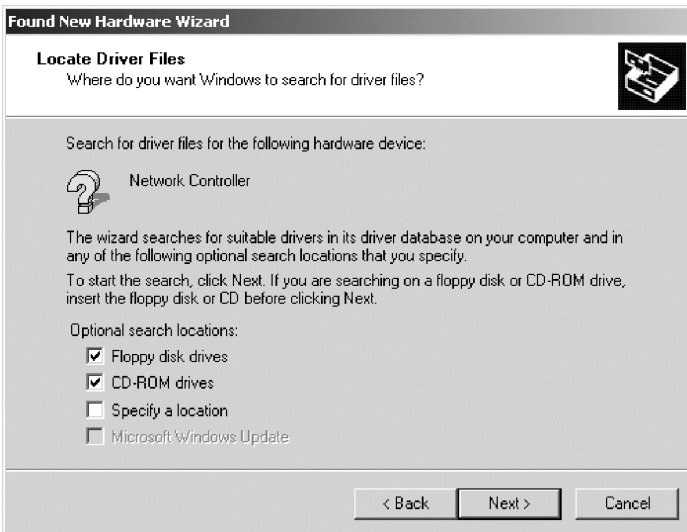 Found New Hardware Wizard
Locate Driver Files
Where do you want Windows to search for driver files?
Search for driver files for the following hardware device:
Network Controller
The wizard searches for suitable drivers in its driver database on your computer and in
any of the following optional search locations that you specify.
To start the search, click Next. If you are searching on a floppy disk or CD-ROM drive,
insert the floppy disk or CD before clicking Next.
Optional search locations:
Floppy disk drives
CD-ROM drives
Specify a location
Microsoft Windows Update
< Back Next > Cancel